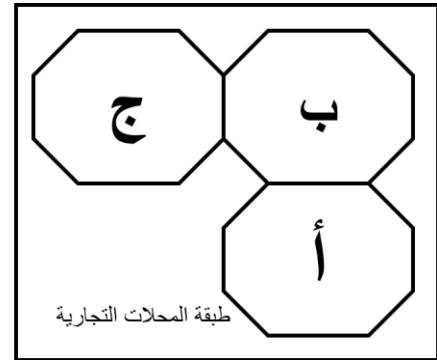 ب
ج
أ
طبقة المحلات التجارية